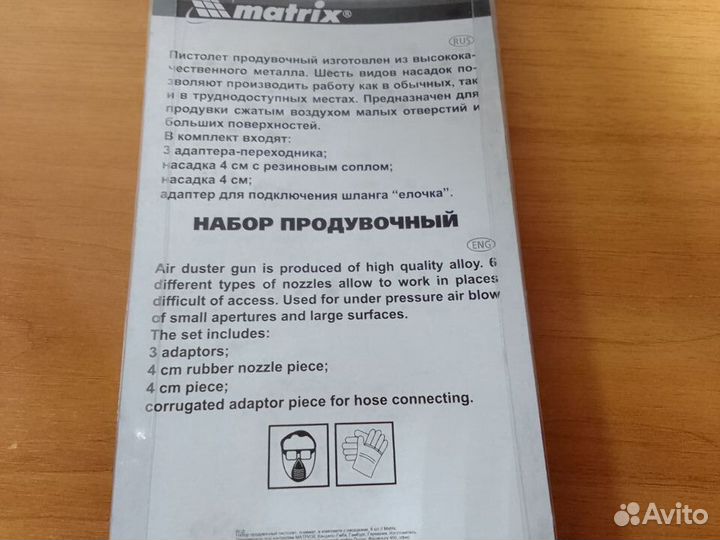 matrix®
RUS
Пистолет продувочный изготовлен из высокока-
чественного металла. Шесть видов насадок по-
зволяют производить работу как в обычных, так
и в труднодоступных местах. Предназначен для
продувки сжатым воздухом малых отверстий и
больших поверхностей.
В комплект входят:
3 адаптера-переходника;
насадка 4 см с резиновым соплом;
насадка 4 см;
адаптер для подключения шланга “елочка”.
НАБОР ПРОДУВОЧНЫЙ
ENG
Air duster gun is produced of high quality alloy. 6
different types of nozzles allow to work in places
difficult of access. Used for under pressure air blow
of small apertures and large surfaces.
The set includes:
3 adaptors;
4 cm rubber nozzle piece;
4 cm piece;
corrugated adaptor piece for hose connecting.
Avito